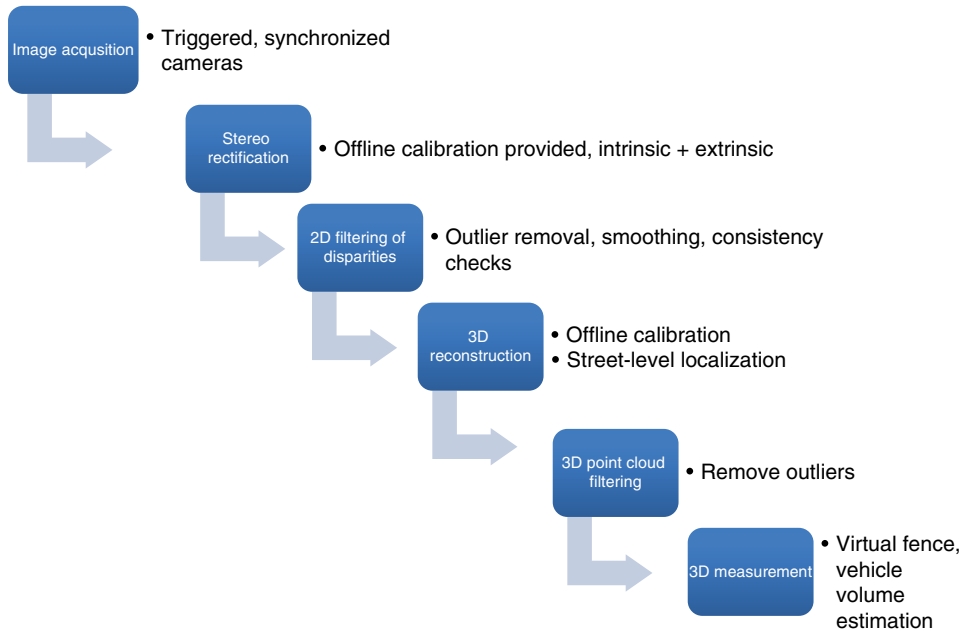 Image acqusition
• Triggered, synchronized
cameras
Stereo
rectification
• Offline calibration provided, intrinsic + extrinsic
2D filtering of
disparities
• Outlier removal, smoothing, consistency
checks
3D
reconstruction
• Offline calibration
• Street-level localization
3D point cloud
filtering
• Remove outliers
3D measurement
• Virtual fence,
vehicle
volume
estimation